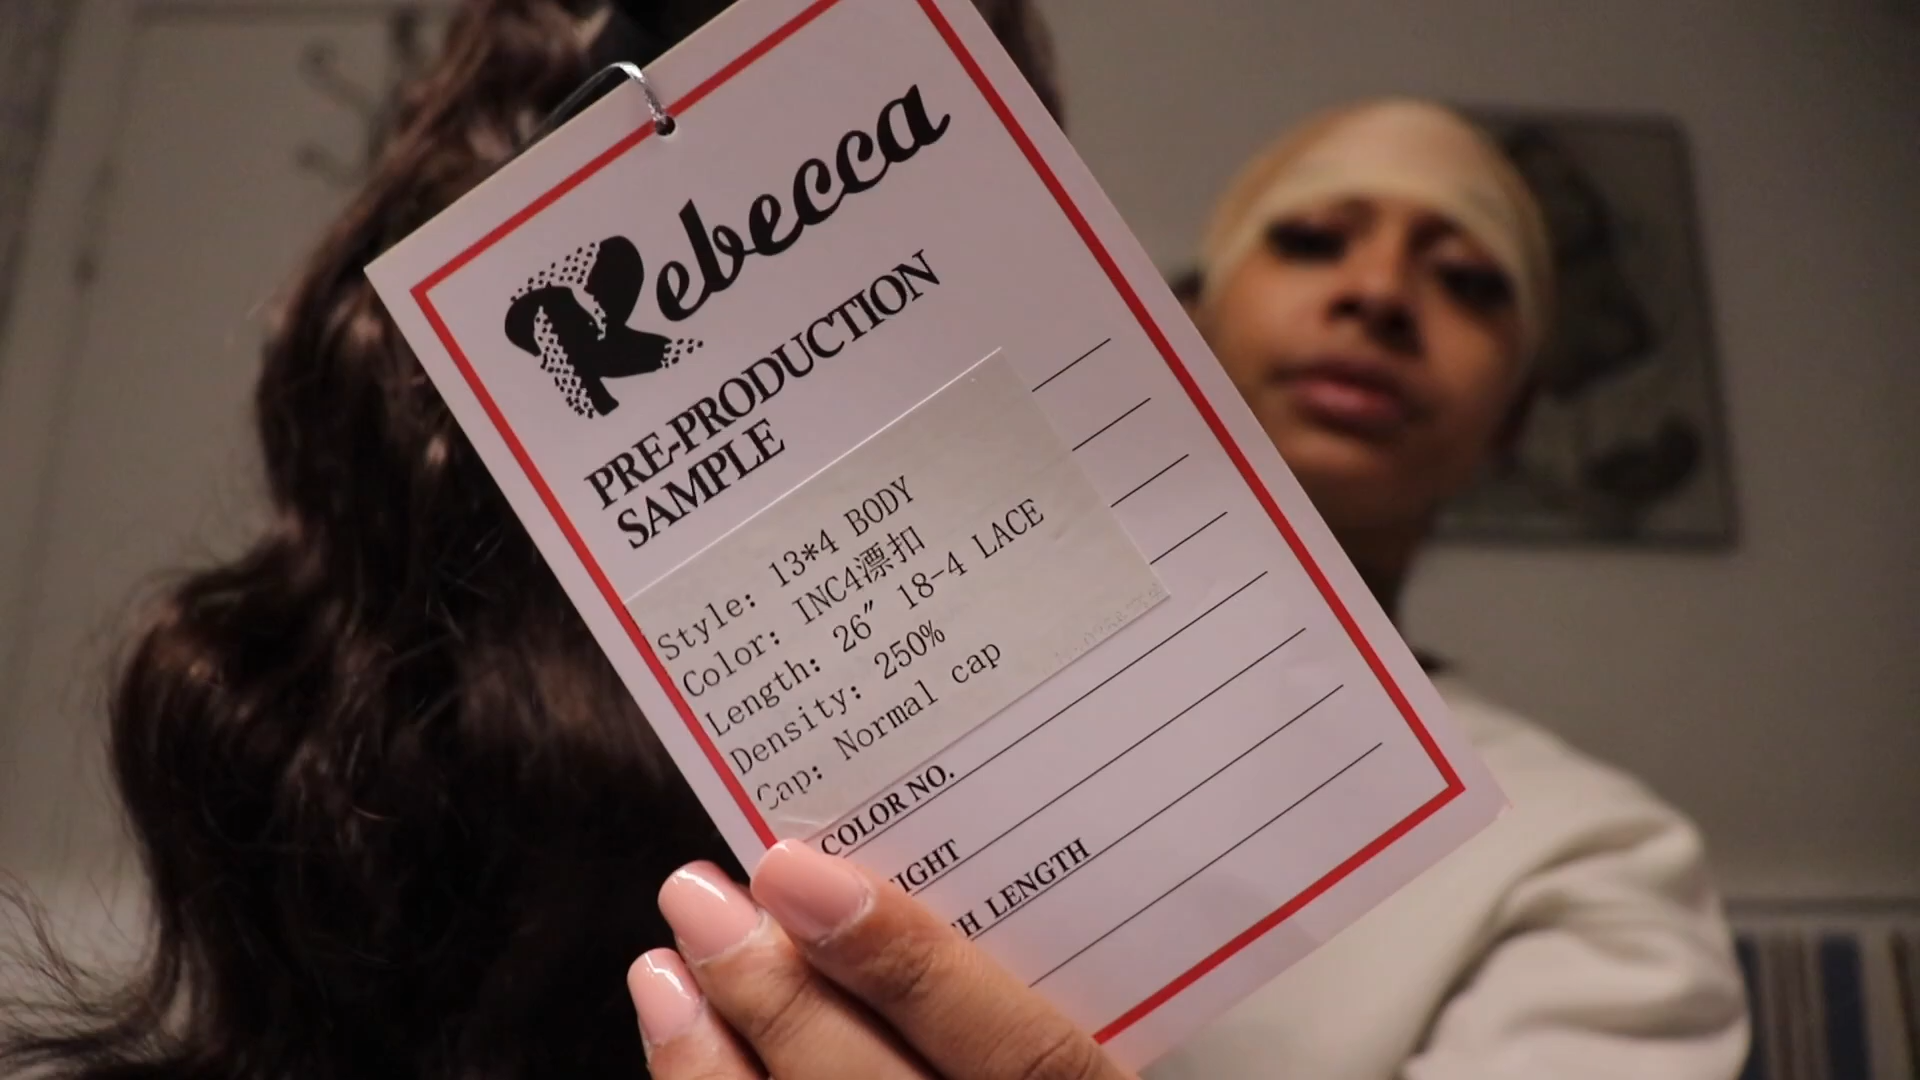 Rebecca
PRE-PRODUCTION
SAMPLE
Style: 13*4 BODY
Color: INC4漂扣
Length: 26" 18-4 LACE
Density: 250%
Cap: Normal cap
COLOR NO.
LENGTH